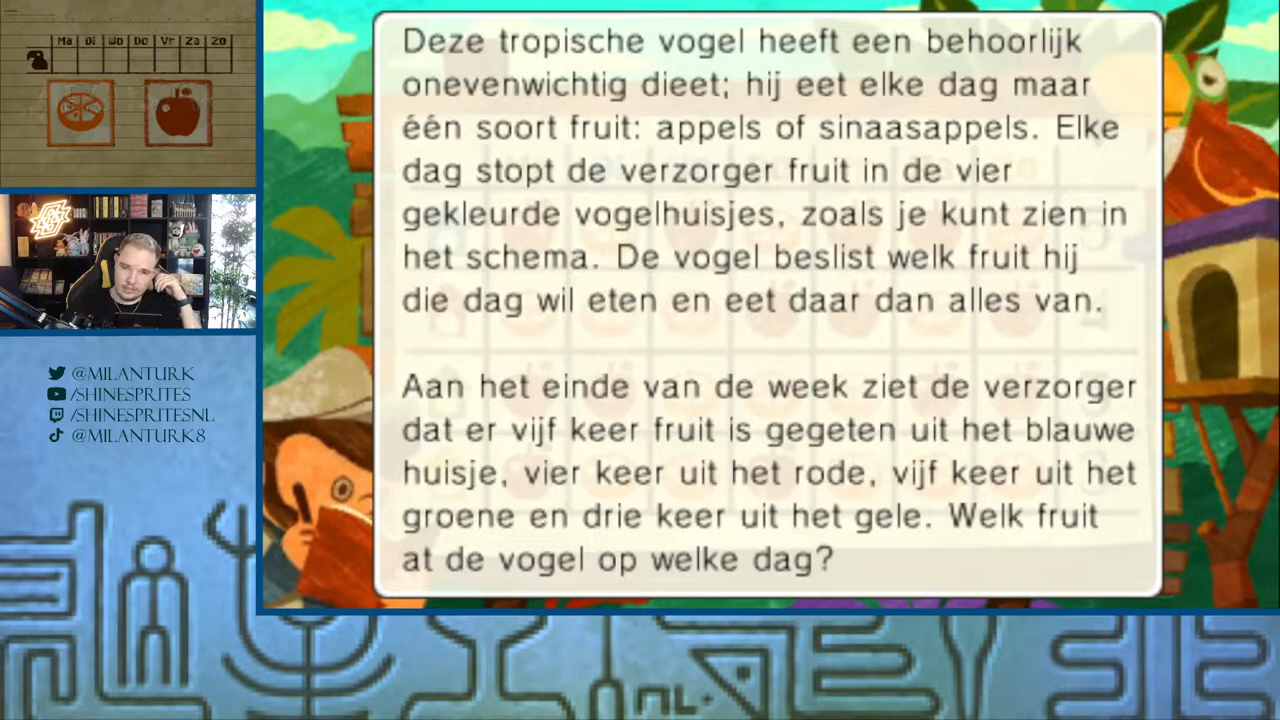 Ma Di Wo Do Vr Za Zo
Deze tropische vogel heeft een behoorlijk
onevenwichtig dieet; hij eet elke dag maar
één soort fruit: appels of sinaasappels. Elke
dag stopt de verzorger fruit in de vier
gekleurde vogelhuisjes, zoals je kunt zien in
het schema. De vogel beslist welk fruit hij
die dag wil eten en eet daar dan alles van.
Aan het einde van de week ziet de verzorger
dat er vijf keer fruit is gegeten uit het blauwe
huisje, vier keer uit het rode, vijf keer uit het
groene en drie keer uit het gele. Welk fruit
at de vogel op welke dag?
@MILANTURK
/SHINESPRITES
/SHINESPRITESNL
@MILANTURK8